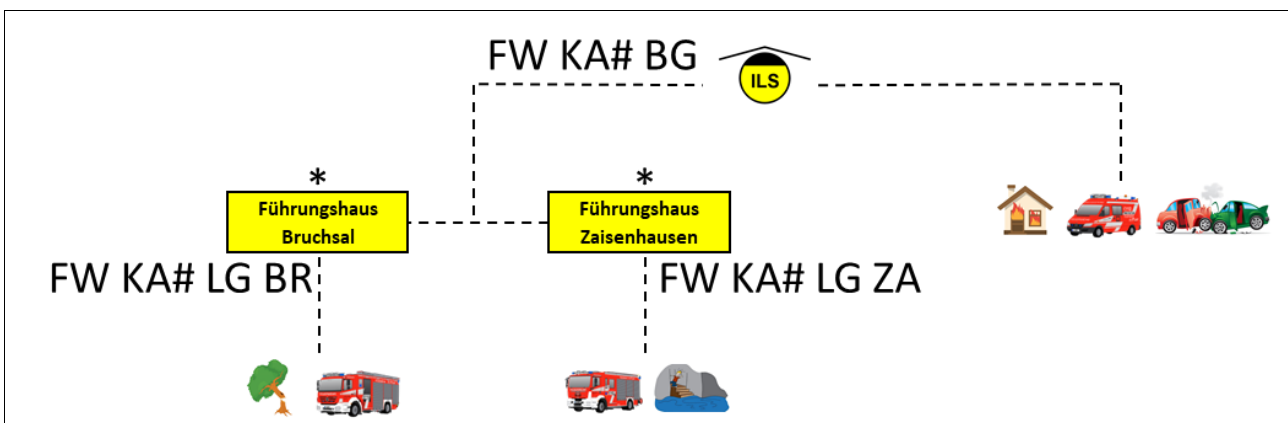 FW KA# BG
ILS
*
*
Führungshaus
Bruchsal
Führungshaus
Zaisenhausen
FW KA# LG BR
FW KA# LG ZA